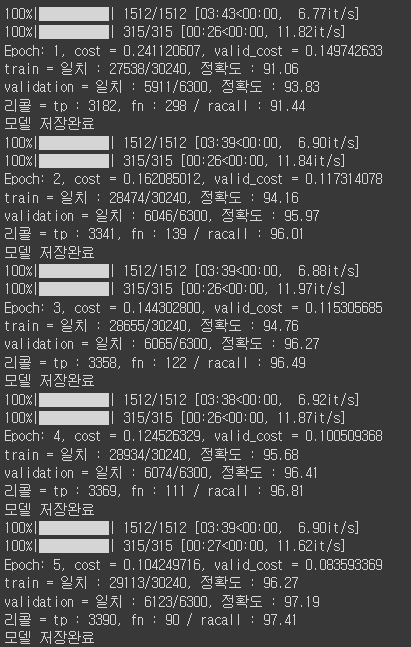 100%|██████████| 1512/1512 [03:43<00:00,  6.77it/s]
100%|██████████| 315/315 [00:26<00:00, 11.82it/s]
Epoch: 1, cost = 0.241120607, valid_cost = 0.149742633
train = 일치 : 27538/30240, 정확도 : 91.06
validation = 일치 : 5911/6300, 정확도 : 93.83
리콜 = tp : 3182, fn : 298 / racall : 91.44
모델 저장완료
100%|██████████| 1512/1512 [03:39<00:00,  6.90it/s]
100%|██████████| 315/315 [00:26<00:00, 11.84it/s]
Epoch: 2, cost = 0.162085012, valid_cost = 0.117314078
train = 일치 : 28474/30240, 정확도 : 94.16
validation = 일치 : 6046/6300, 정확도 : 95.97
리콜 = tp : 3341, fn : 139 / racall : 96.01
모델 저장완료
100%|██████████| 1512/1512 [03:39<00:00,  6.88it/s]
100%|██████████| 315/315 [00:26<00:00, 11.97it/s]
Epoch: 3, cost = 0.144302800, valid_cost = 0.115305685
train = 일치 : 28655/30240, 정확도 : 94.76
validation = 일치 : 6065/6300, 정확도 : 96.27
리콜 = tp : 3358, fn : 122 / racall : 96.49
모델 저장완료
100%|██████████| 1512/1512 [03:38<00:00,  6.92it/s]
100%|██████████| 315/315 [00:26<00:00, 11.87it/s]
Epoch: 4, cost = 0.124526329, valid_cost = 0.100509368
train = 일치 : 28934/30240, 정확도 : 95.68
validation = 일치 : 6074/6300, 정확도 : 96.41
리콜 = tp : 3369, fn : 111 / racall : 96.81
모델 저장완료
100%|██████████| 1512/1512 [03:39<00:00,  6.90it/s]
100%|██████████| 315/315 [00:27<00:00, 11.62it/s]
Epoch: 5, cost = 0.104249716, valid_cost = 0.083593369
train = 일치 : 29113/30240, 정확도 : 96.27
validation = 일치 : 6123/6300, 정확도 : 97.19
리콜 = tp : 3390, fn : 90 / racall : 97.41
모델 저장완료